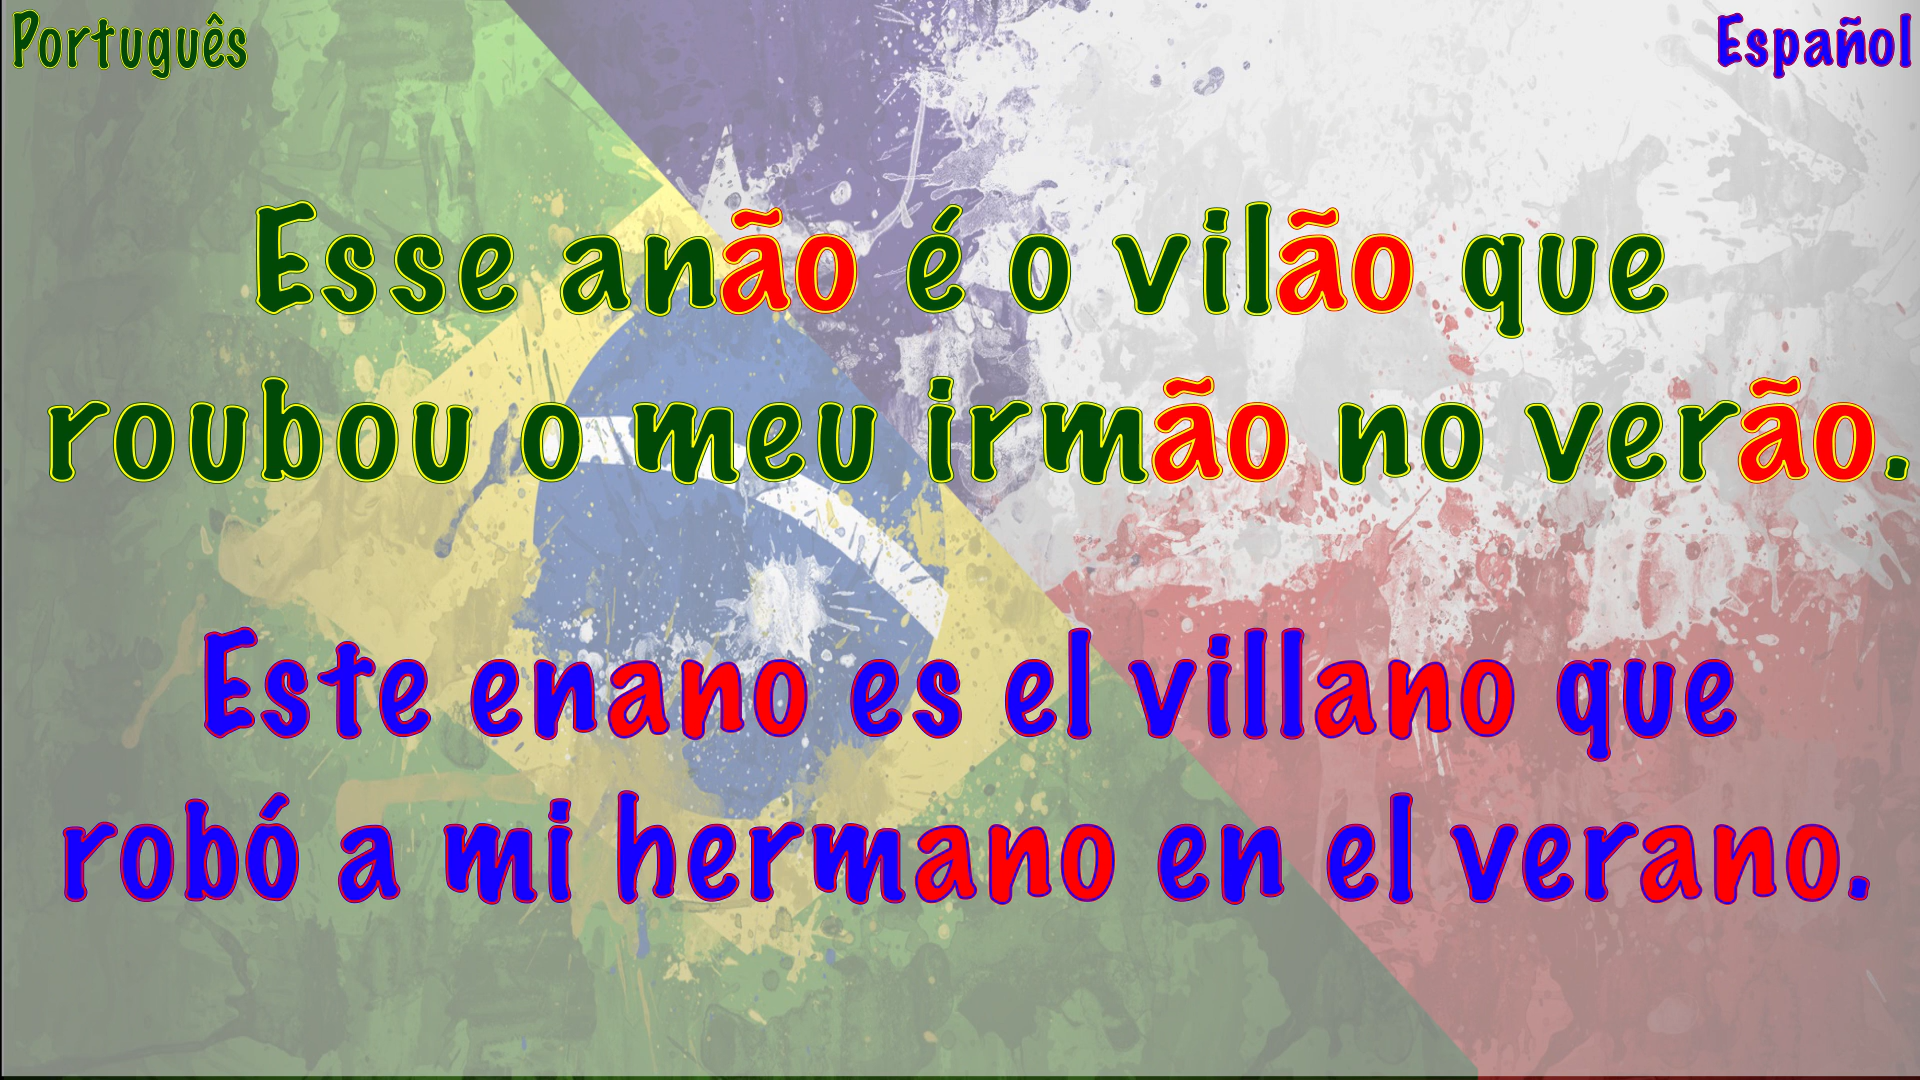 Português
Español
Esse anão é o vilão que
roubou o meu irmão no verão.
Este enano es el villano que
robó a mi hermano en el verano.